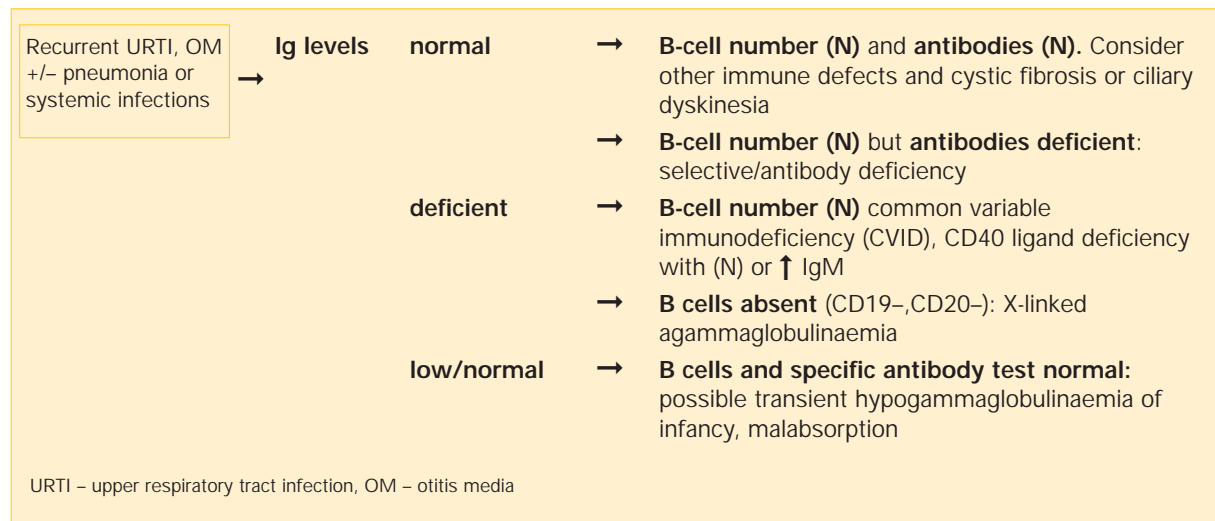 Recurrent URTI, OM
+/– pneumonia or
systemic infections
→
Ig levels normal → B-cell number (N) and antibodies (N). Consider
other immune defects and cystic fibrosis or ciliary
dyskinesia
→ B-cell number (N) but antibodies deficient:
selective/antibody deficiency
deficient → B-cell number (N) common variable
immunodeficiency (CVID), CD40 ligand deficiency
with (N) or ↑ IgM
→ B cells absent (CD19–,CD20–): X-linked
agammaglobulinaemia
low/normal → B cells and specific antibody test normal:
possible transient hypogammaglobulinaemia of
infancy, malabsorption
URTI – upper respiratory tract infection, OM – otitis media